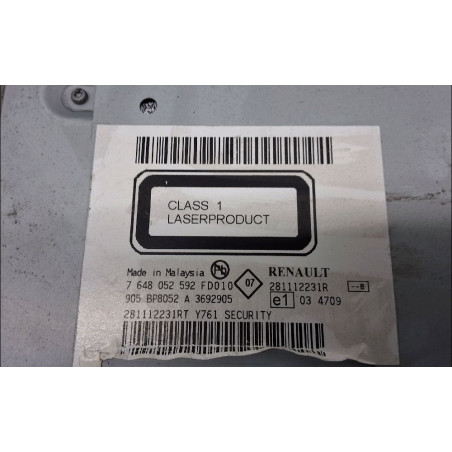 CLASS 1
LASERPRODUCT
Made in Malaysia Pb 07 RENAULT
7 648 052 592 FD010 281112231R --B
905 BP8052 A 3692905 e1 03 4709
281112231RT Y761 SECURITY